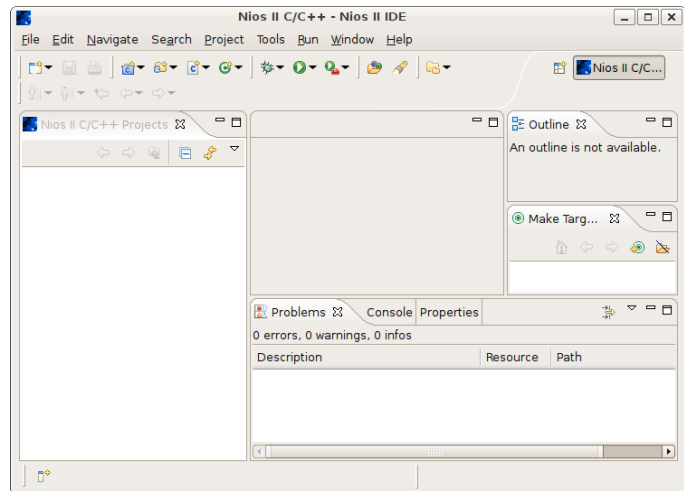 Nios II C/C++ - Nios II IDE
File Edit Navigate Search Project Tools Run Window Help
Nios II C/C...
Nios II C/C++ Projects
Outline
An outline is not available.
Make Targ...
Problems Console Properties
0 errors, 0 warnings, 0 infos
Description Resource Path